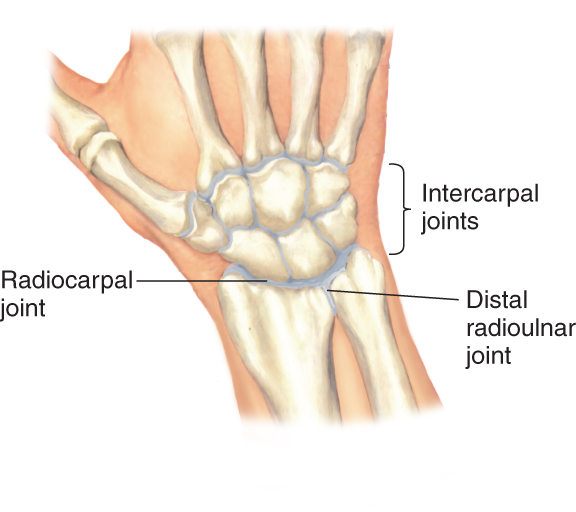 Intercarpal
joints
Radiocarpal
joint
Distal
radioulnar
joint